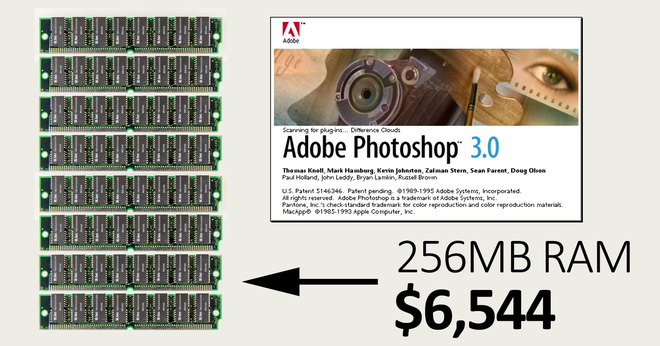 Adobe™
Scanning for plug-ins... Difference Clouds
Adobe Photoshop™ 3.0
Thomas Knoll, Mark Hamburg, Kevin Johnston, Zalman Stern, Sean Parent, Doug Olson
Paul Holland, John Leddy, Bryan Lamkin, Russell Brown
U.S. Patent 5146346. Patent pending. ©1989-1995 Adobe Systems, Incorporated.
All rights reserved. Adobe Photoshop is a trademark of Adobe Systems, Inc.
Pantone, Inc.'s check-standard trademark for color reproduction and color reproduction materials.
MacApp® ©1985-1993 Apple Computer, Inc.
256MB RAM
$6,544